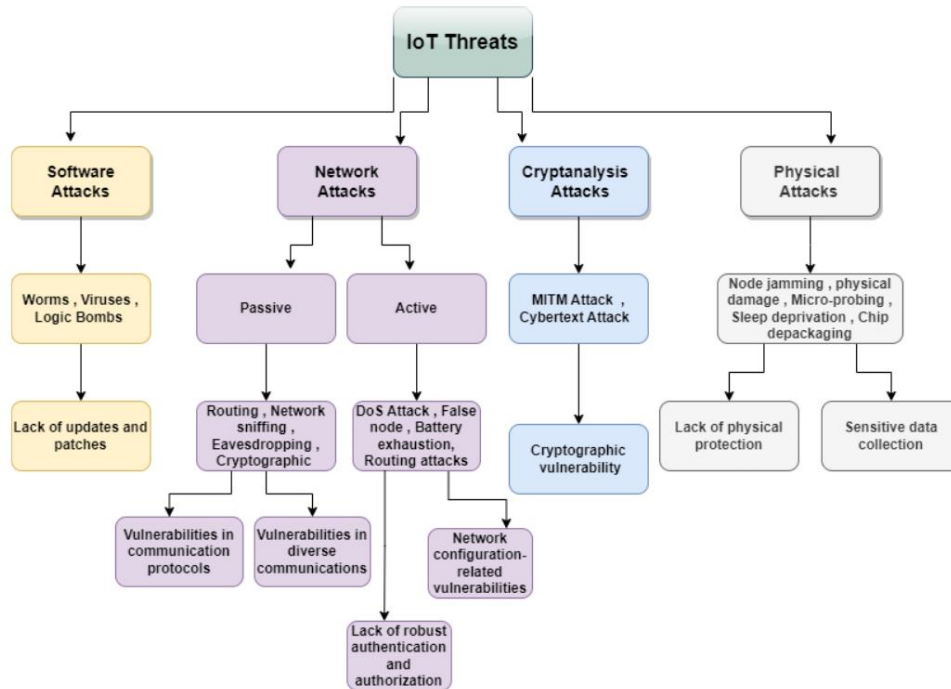 IoT Threats
Software
Attacks
Network
Attacks
Cryptanalysis
Attacks
Physical
Attacks
Worms , Viruses ,
Logic Bombs
Passive
Active
MITM Attack ,
Cybertext Attack
Node jamming , physical
damage , Micro-probing ,
Sleep deprivation , Chip
depackaging
Lack of updates and
patches
Routing , Network
sniffing ,
Eavesdropping ,
Cryptographic
DoS Attack , False
node , Battery
exhaustion,
Routing attacks
Cryptographic
vulnerability
Lack of physical
protection
Sensitive data
collection
Vulnerabilities in
communication
protocols
Vulnerabilities in
diverse
communications
Network
configuration-
related
vulnerabilities
Lack of robust
authentication
and
authorization